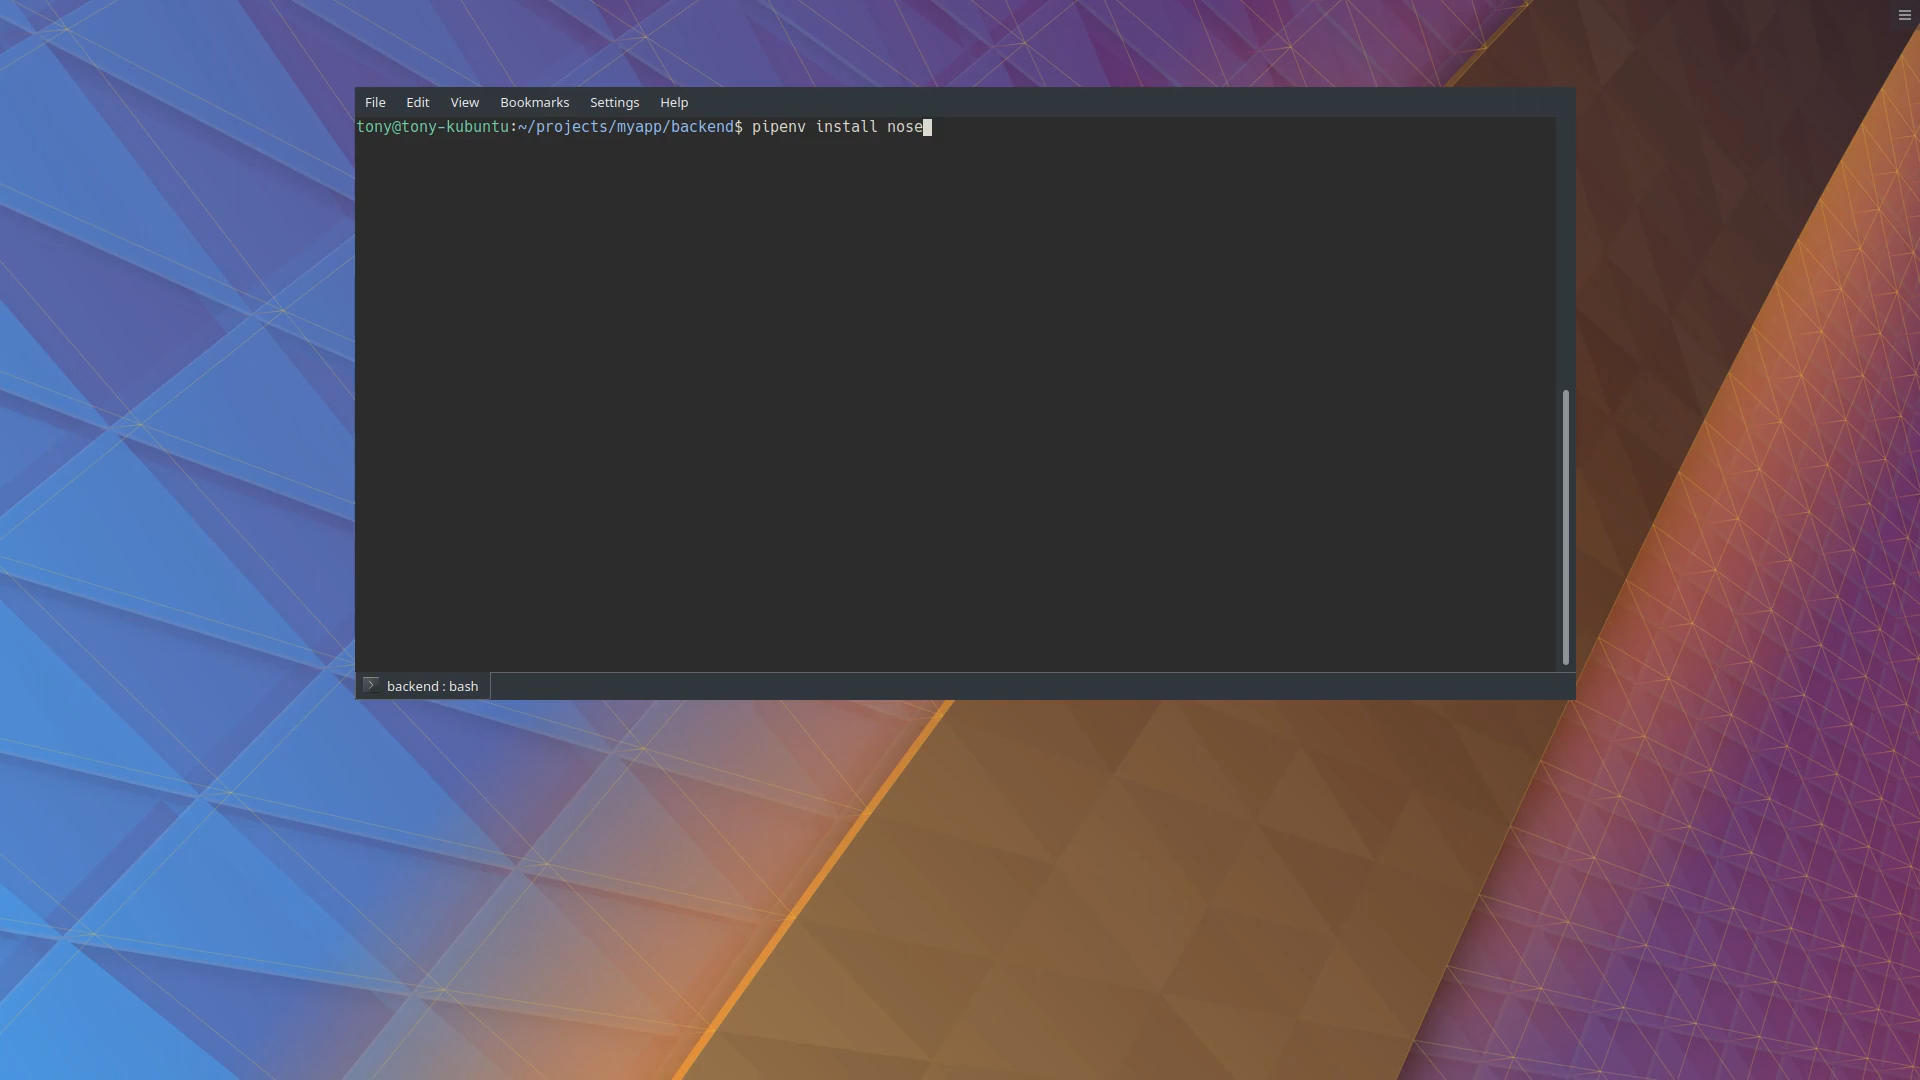 File Edit View Bookmarks Settings Help
tony@tony-kubuntu:~/projects/myapp/backend$ pipenv install nose
backend : bash